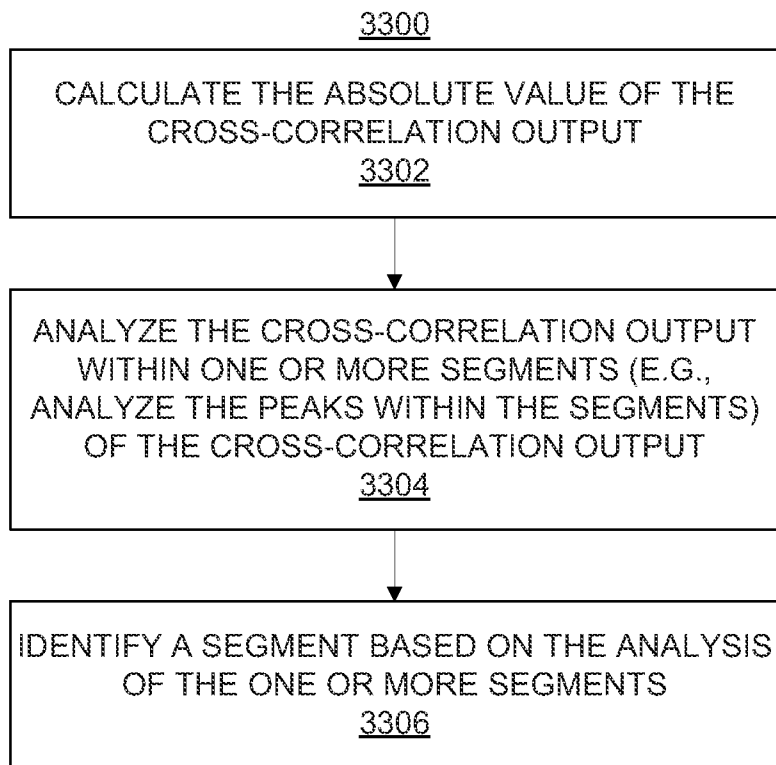 3300
CALCULATE THE ABSOLUTE VALUE OF THE
CROSS-CORRELATION OUTPUT
3302
ANALYZE THE CROSS-CORRELATION OUTPUT
WITHIN ONE OR MORE SEGMENTS (E.G.,
ANALYZE THE PEAKS WITHIN THE SEGMENTS)
OF THE CROSS-CORRELATION OUTPUT
3304
IDENTIFY A SEGMENT BASED ON THE ANALYSIS
OF THE ONE OR MORE SEGMENTS
3306